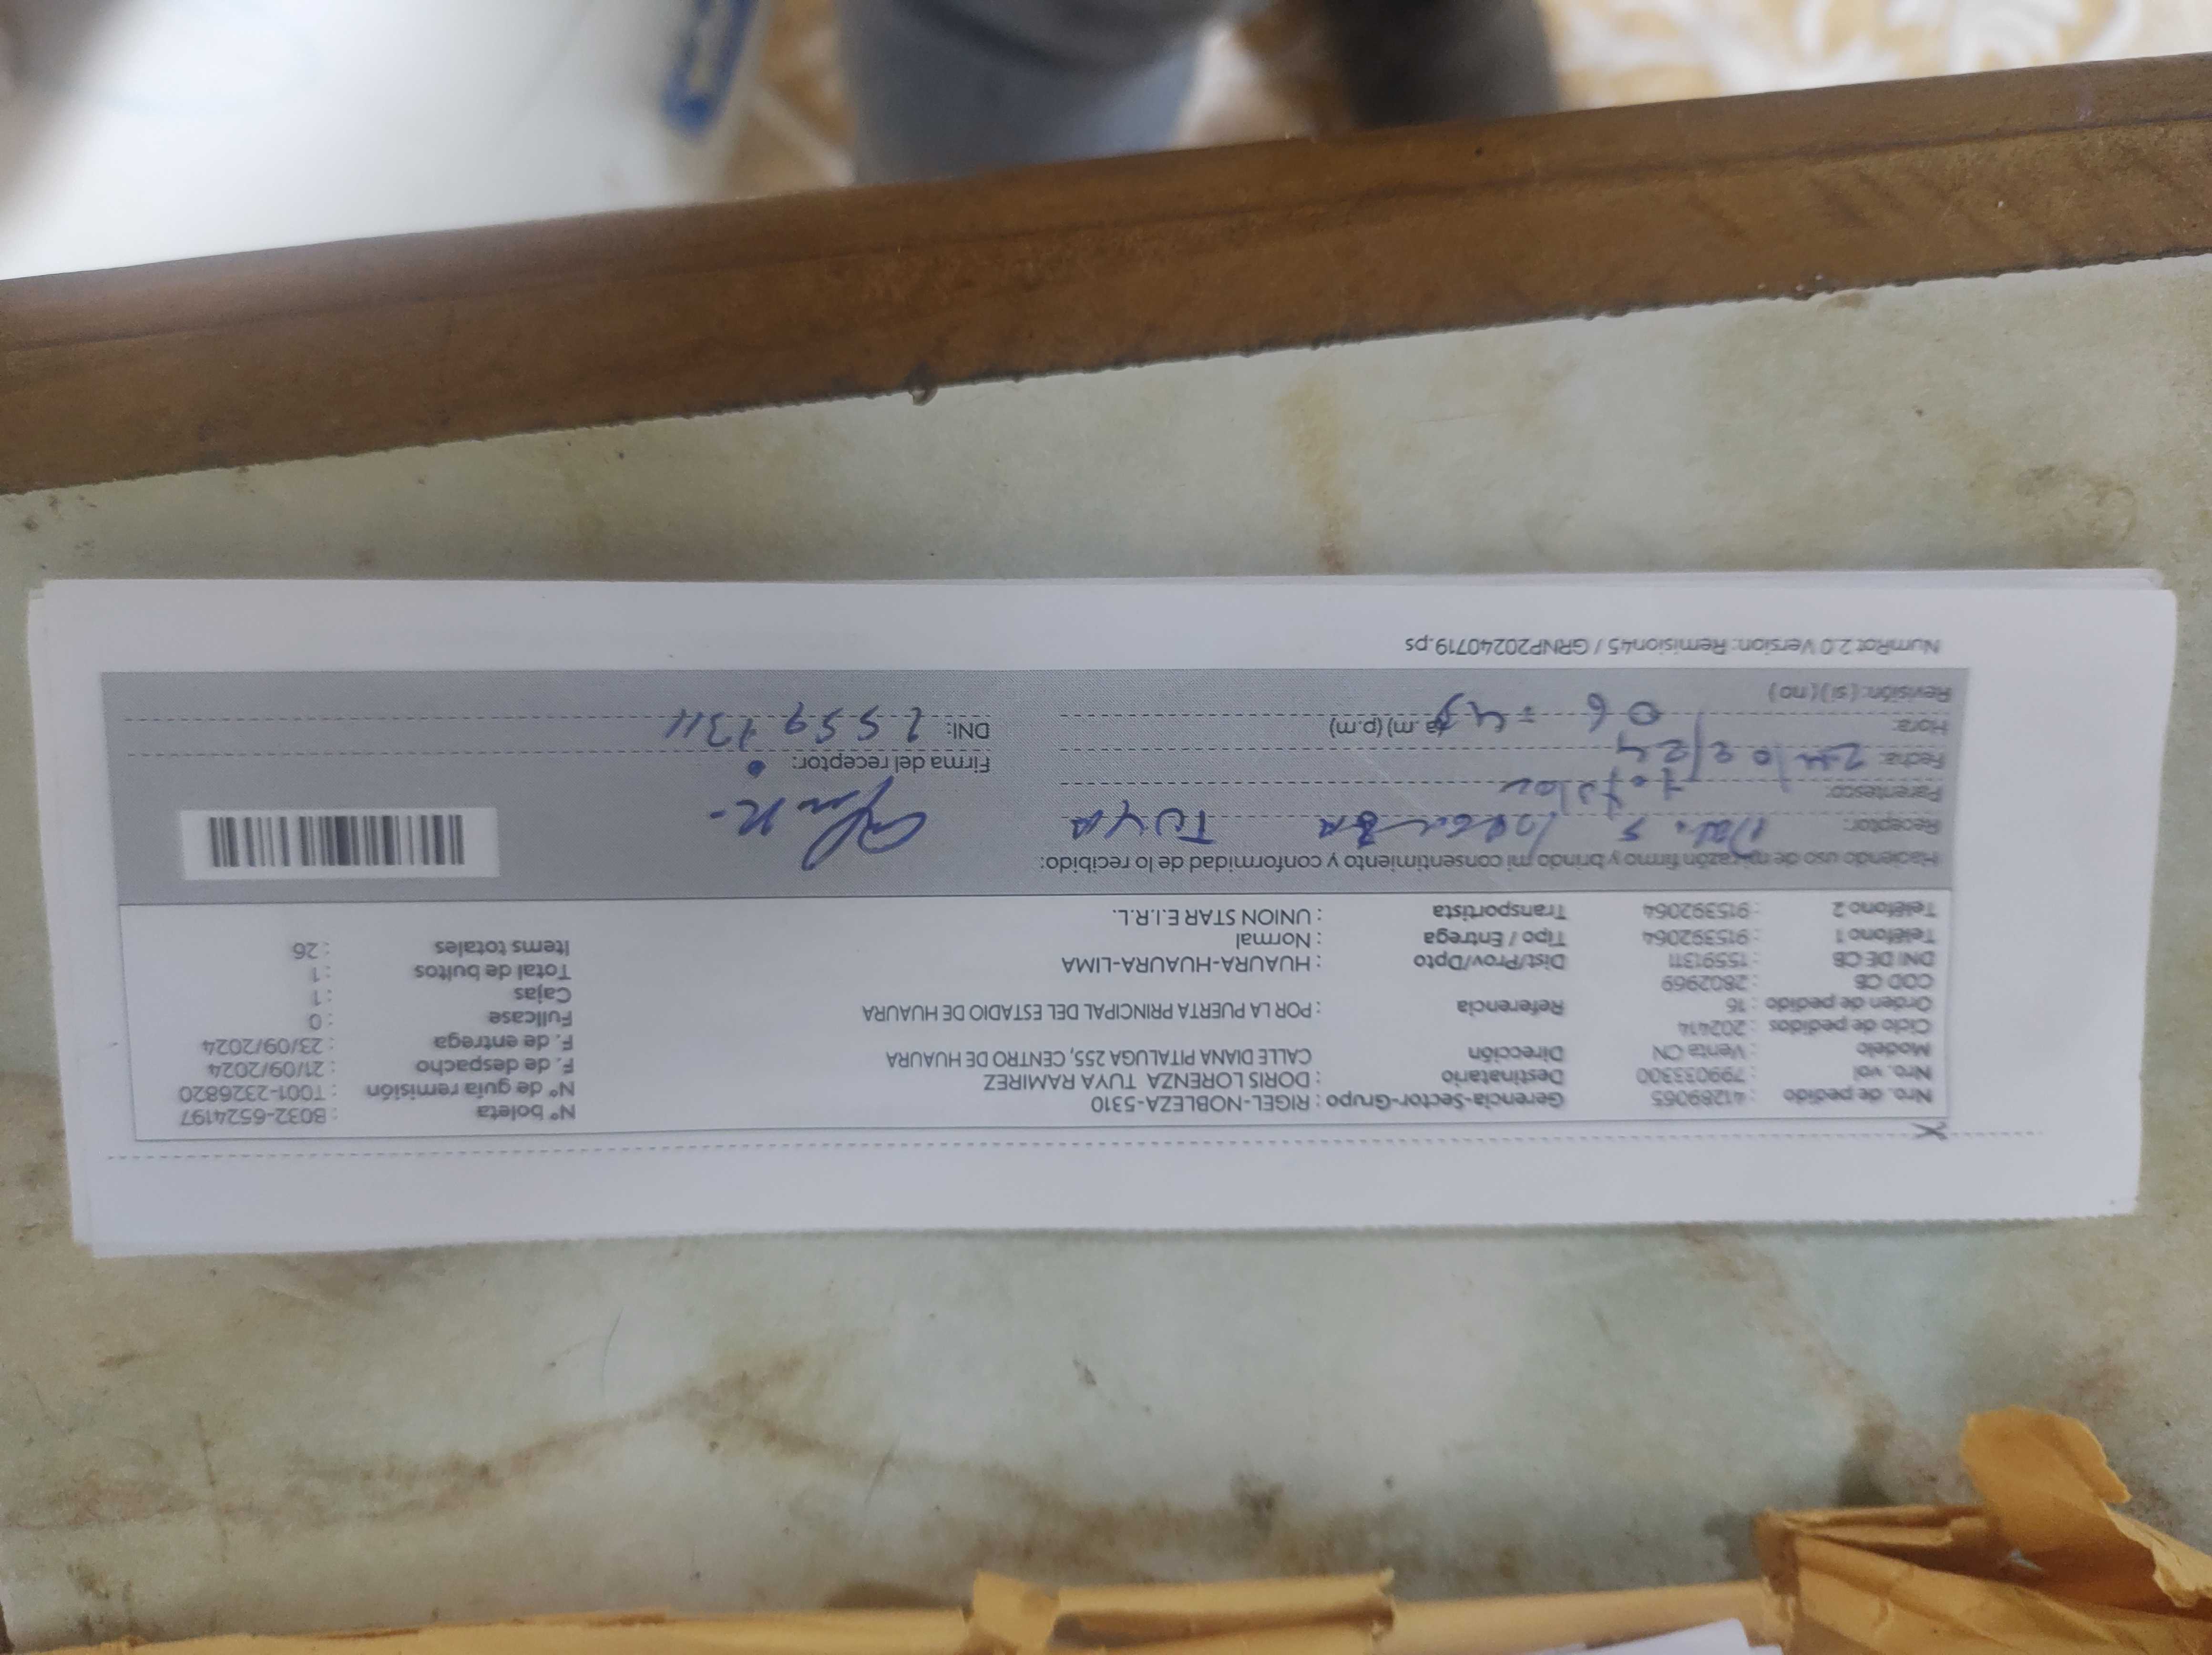 Nro. de pedido : 41289065 Gerencia-Sector-Grupo : RIGEL-NOBLEZA-5310 N° boleta : B032-6524197
Nro. vol : 799033300 Destinatario : DORIS LORENZA TUYA RAMIREZ N° de guía remisión : T001-2326820
Modelo : Venta CN Dirección CALLE DIANA PITALUGA 255, CENTRO DE HUAURA F. de despacho : 21/09/2024
Ciclo de pedidos : 202414 F. de entrega : 23/09/2024
Orden de pedido : 16 Referencia : POR LA PUERTA PRINCIPAL DEL ESTADIO DE HUAURA Fullcase : 0
COD CB : 2802969 Cajas : 1
DNI DE CB : 15591311 Dist/Prov/Dpto : HUAURA-HUAURA-LIMA Total de bultos : 1
Teléfono 1 : 915392064 Tipo / Entrega : Normal Items totales : 26
Teléfono 2 : 915392064 Transportista : UNION STAR E.I.R.L.
Haciendo uso de mi razón firmo y brindo mi consentimiento y conformidad de lo recibido:
Receptor: TUYA
Parentesco:
Firma del receptor:
Fecha:
Hora: (a.m) (p.m) DNI:
Revisión: (si) (no)
NumRot 2.0 Version: Remision45 / GRNP20240719.ps